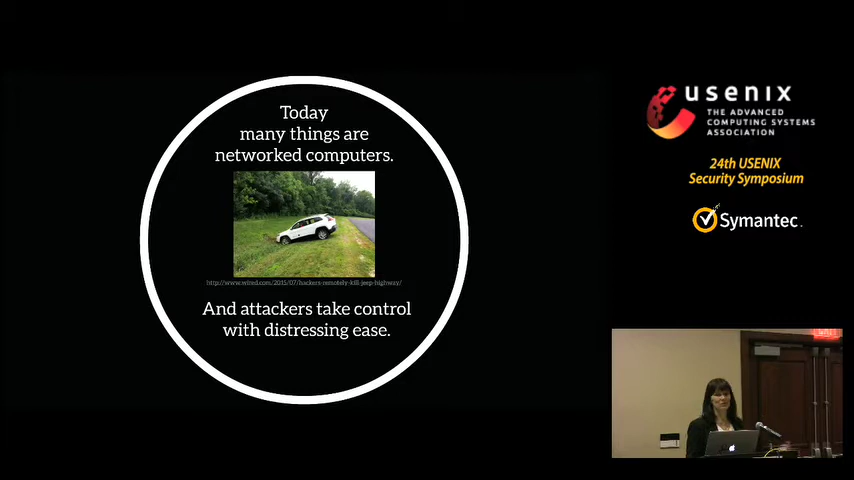 Today
many things are
networked computers.
http://www.wired.com/2015/07/hackers-remotely-kill-jeep-highway/
And attackers take control
with distressing ease.
usenix
THE ADVANCED
COMPUTING SYSTEMS
ASSOCIATION
24th USENIX
Security Symposium
Symantec.